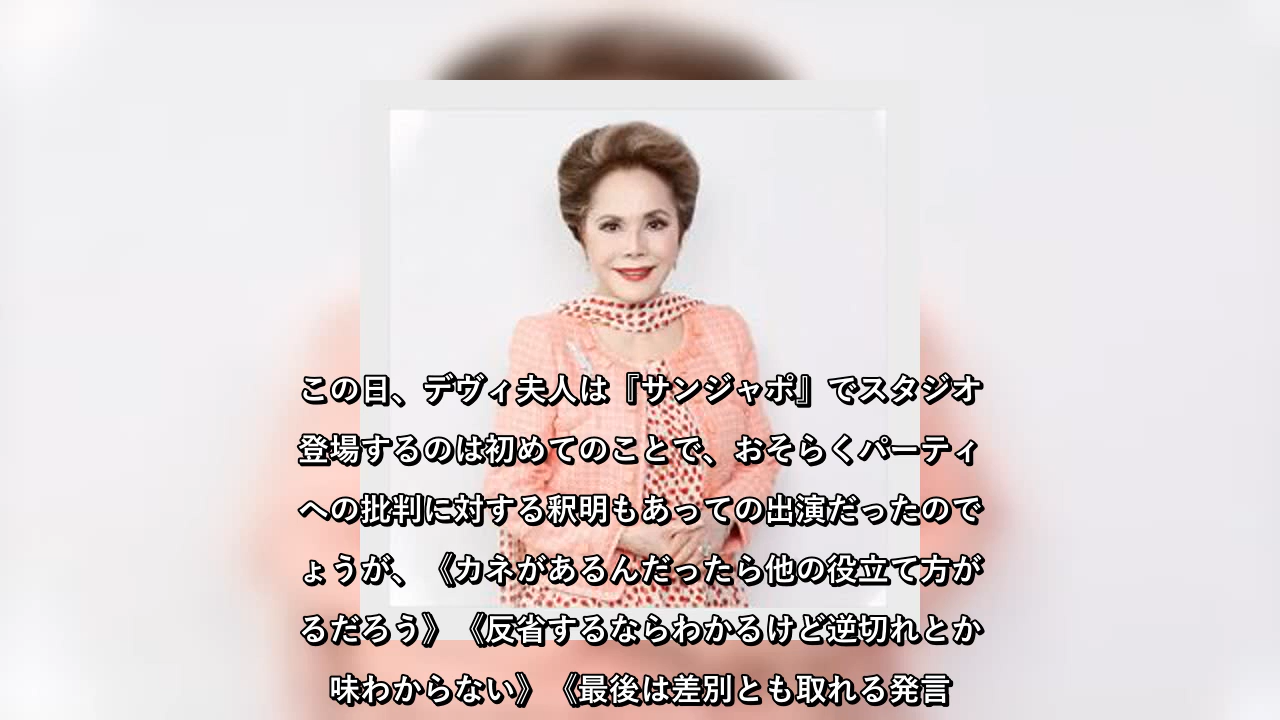 この日、デヴィ夫人は『サンジャポ』でスタジオ
登場するのは初めてのことで、おそらくパーティ
への批判に対する釈明もあっての出演だったので
ょうが、《カネがあるんだったら他の役立て方が
るだろう》《反省するならわかるけど逆切れとか
味わからない》《最後は差別とも取れる発言